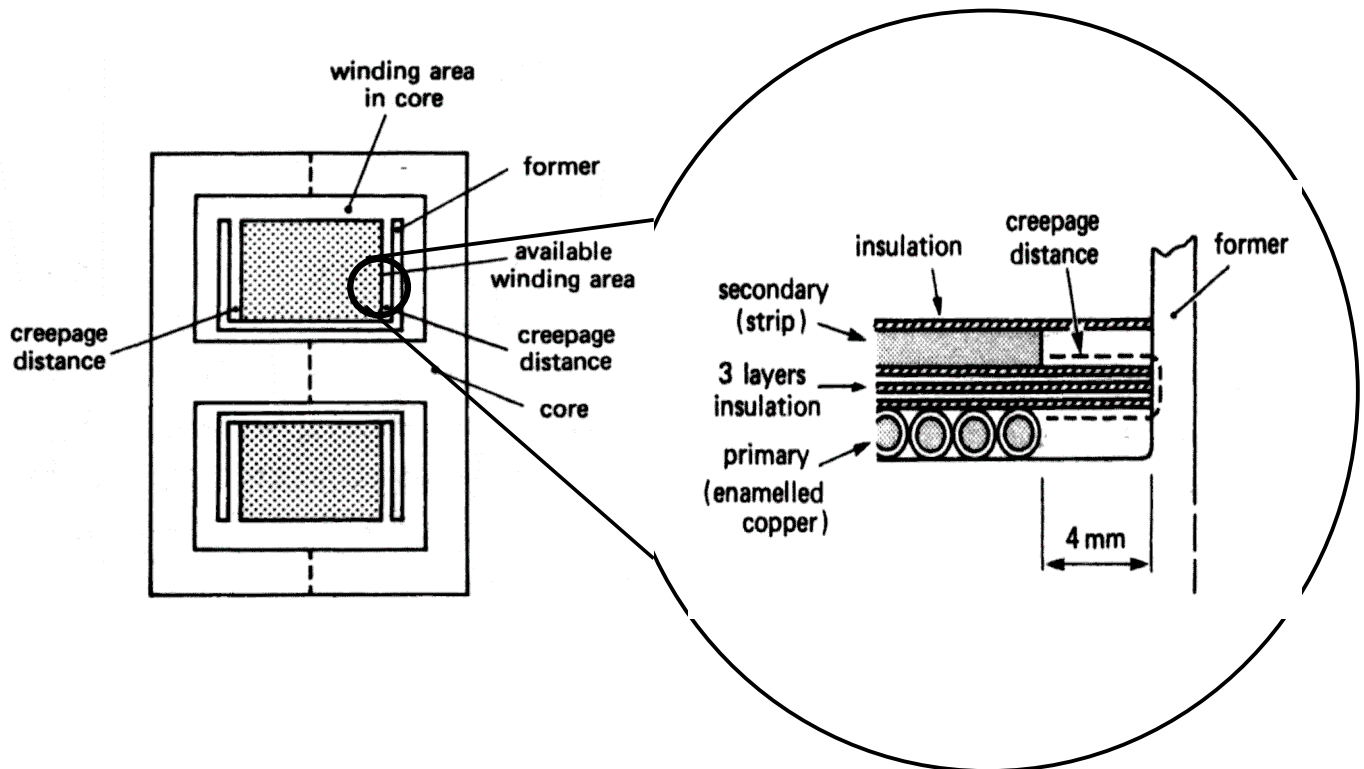 winding area
in core
former
available
winding area
creepage
distance
creepage
distance
core
creepage
distance
former
insulation
secondary
(strip)
3 layers
insulation
primary
(enamelled
copper)
4 mm